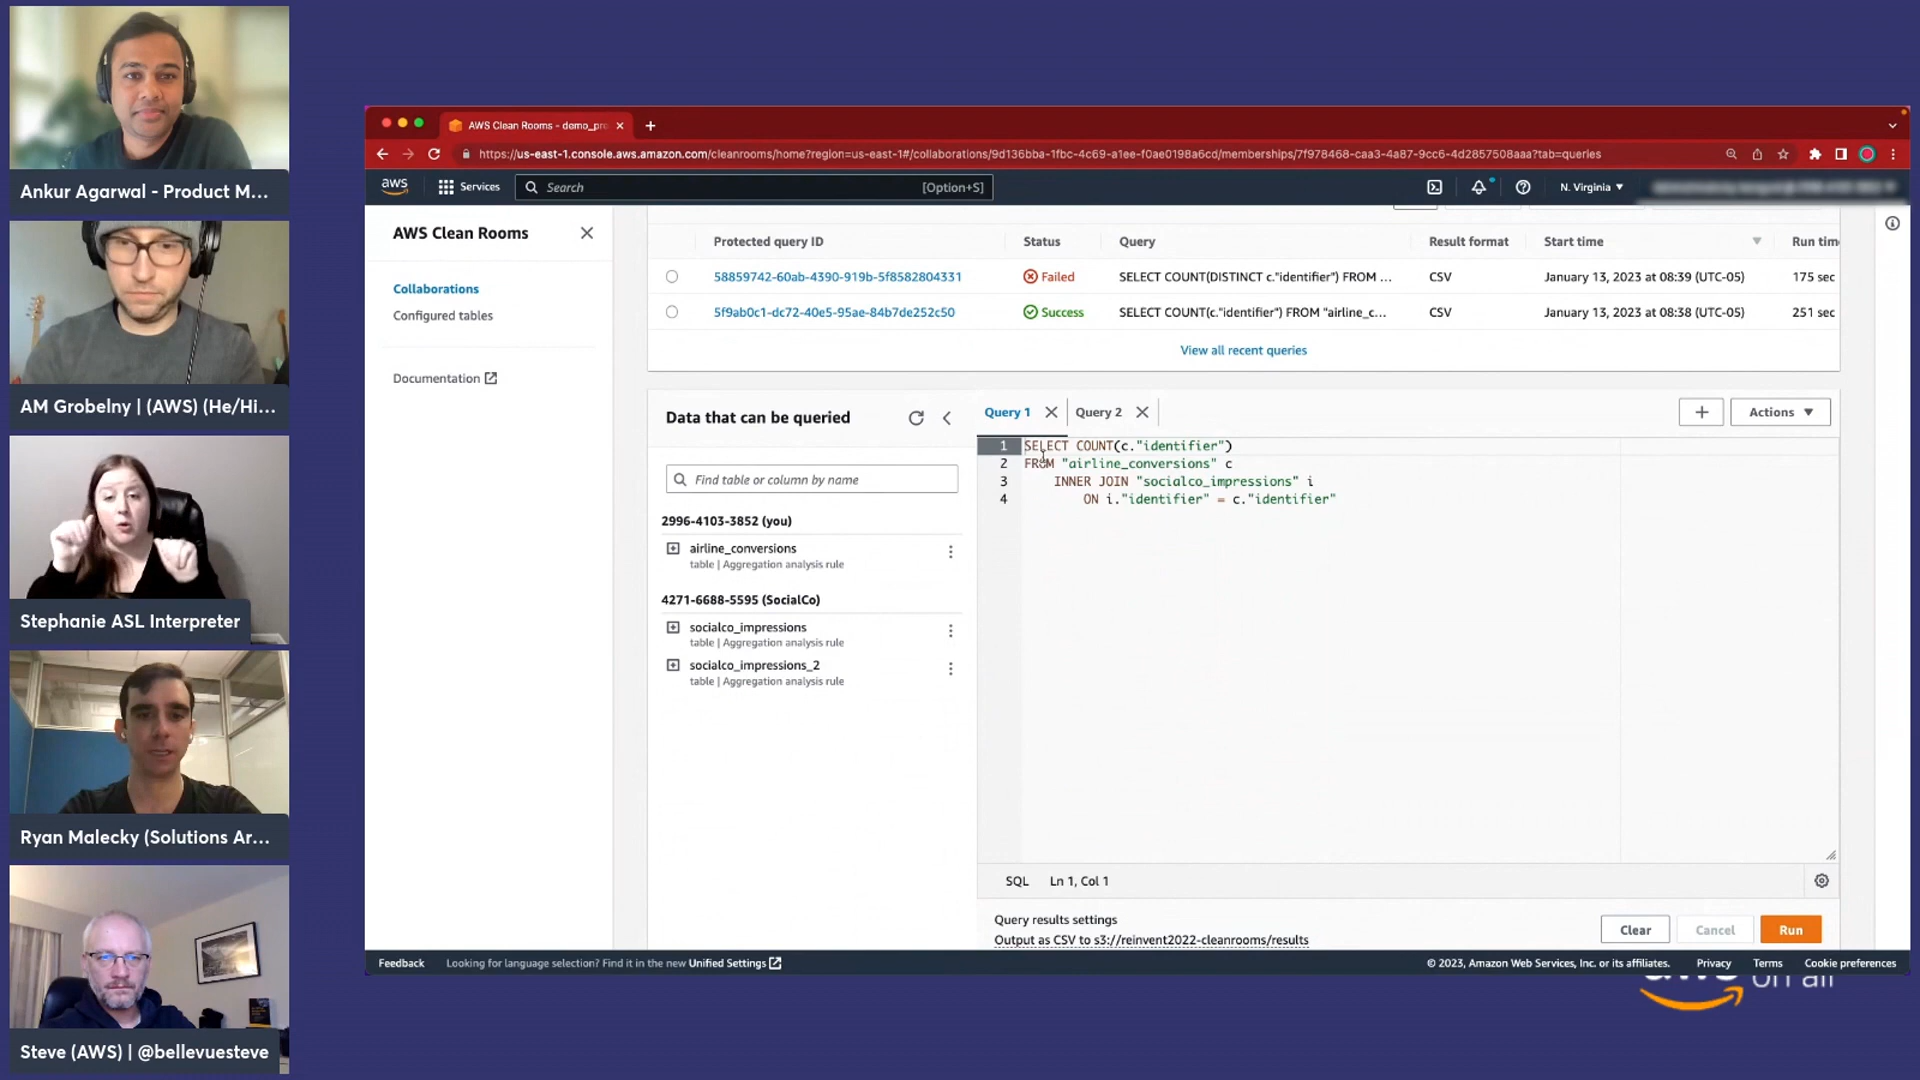 Ankur Agarwal - Product M...
AM Grobelny | (AWS) (He/Hi...
Stephanie ASL Interpreter
Ryan Malecky (Solutions Ar...
Steve (AWS) | @bellevuesteve
AWS Clean Rooms - demo_pro
https://us-east-1.console.aws.amazon.com/cleanrooms/home?region=us-east-1#/collaborations/9d136bba-1fbc-4c69-a1ee-f0ae0198a6cd/memberships/7f978468-caa3-4a87-9cc6-4d2857508aaa?tab=queries
aws
Services
Search
[Option+S]
N. Virginia
AWS Clean Rooms
Collaborations
Configured tables
Documentation
Protected query ID Status Query Result format Start time Run tim
58859742-60ab-4390-919b-5f8582804331 Failed SELECT COUNT(DISTINCT c."identifier") FROM ... CSV January 13, 2023 at 08:39 (UTC-05) 175 sec
5f9ab0c1-dc72-40e5-95ae-84b7de252c50 Success SELECT COUNT(c."identifier") FROM "airline_c... CSV January 13, 2023 at 08:38 (UTC-05) 251 sec
View all recent queries
Data that can be queried
Find table or column by name
2996-4103-3852 (you)
airline_conversions
table | Aggregation analysis rule
4271-6688-5595 (SocialCo)
socialco_impressions
table | Aggregation analysis rule
socialco_impressions_2
table | Aggregation analysis rule
Query 1 Query 2
Actions
1 SELECT COUNT(c."identifier")
2 FROM "airline_conversions" c
3 INNER JOIN "socialco_impressions" i
4 ON i."identifier" = c."identifier"
SQL Ln 1, Col 1
Query results settings
Output as CSV to s3://reinvent2022-cleanrooms/results
Clear Cancel Run
Feedback Looking for language selection? Find it in the new Unified Settings
© 2023, Amazon Web Services, Inc. or its affiliates. Privacy Terms Cookie preferences
aws on air